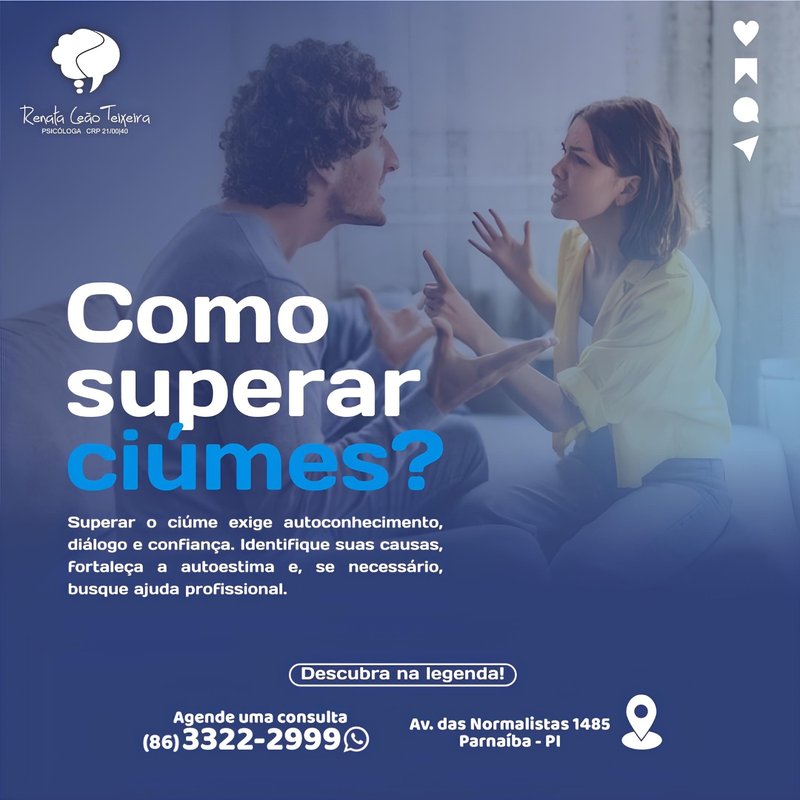 Renata Leão Teixeira
PSICÓLOGA CRP 21/00|40
Como
superar
ciúmes?
Superar o ciúme exige autoconhecimento,
diálogo e confiança. Identifique suas causas,
fortaleça a autoestima e, se necessário,
busque ajuda profissional.
Descubra na legenda!
Agende uma consulta
(86) 3322-2999
Av. das Normalistas 1485
Parnaíba - PI